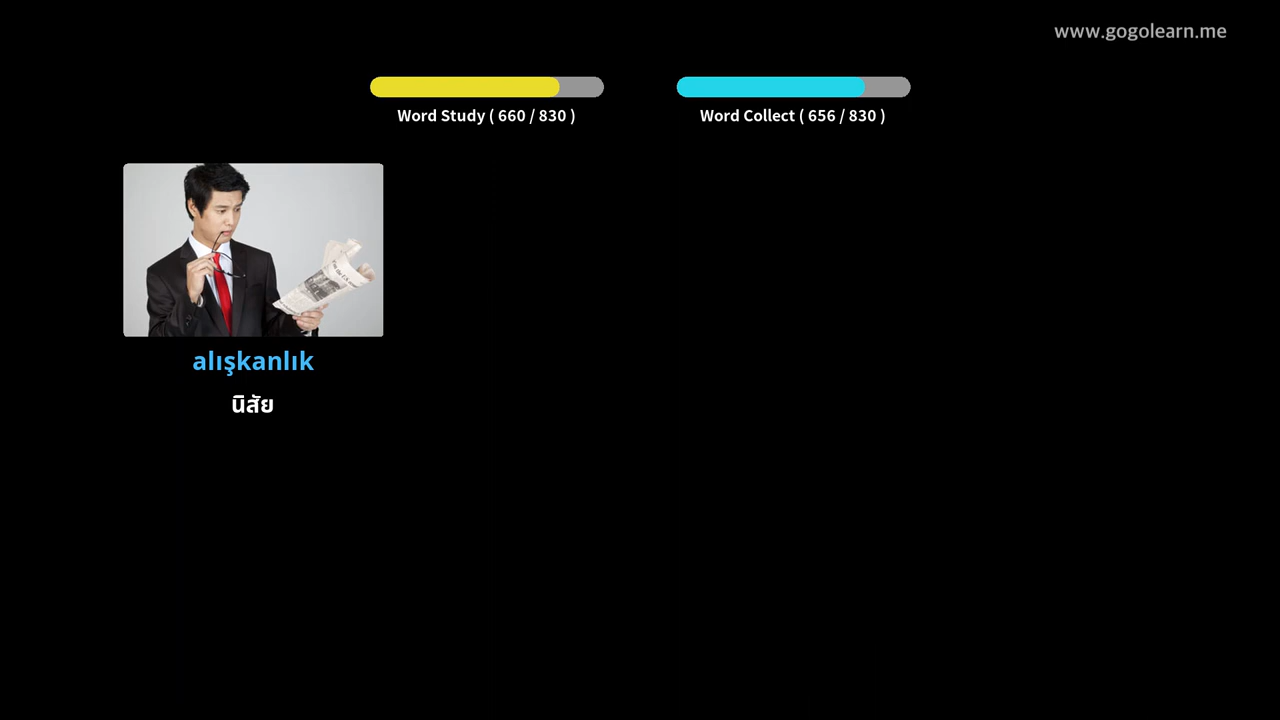 www.gogolearn.me
Word Study ( 660 / 830 )
Word Collect ( 656 / 830 )
alışkanlık
นิสัย